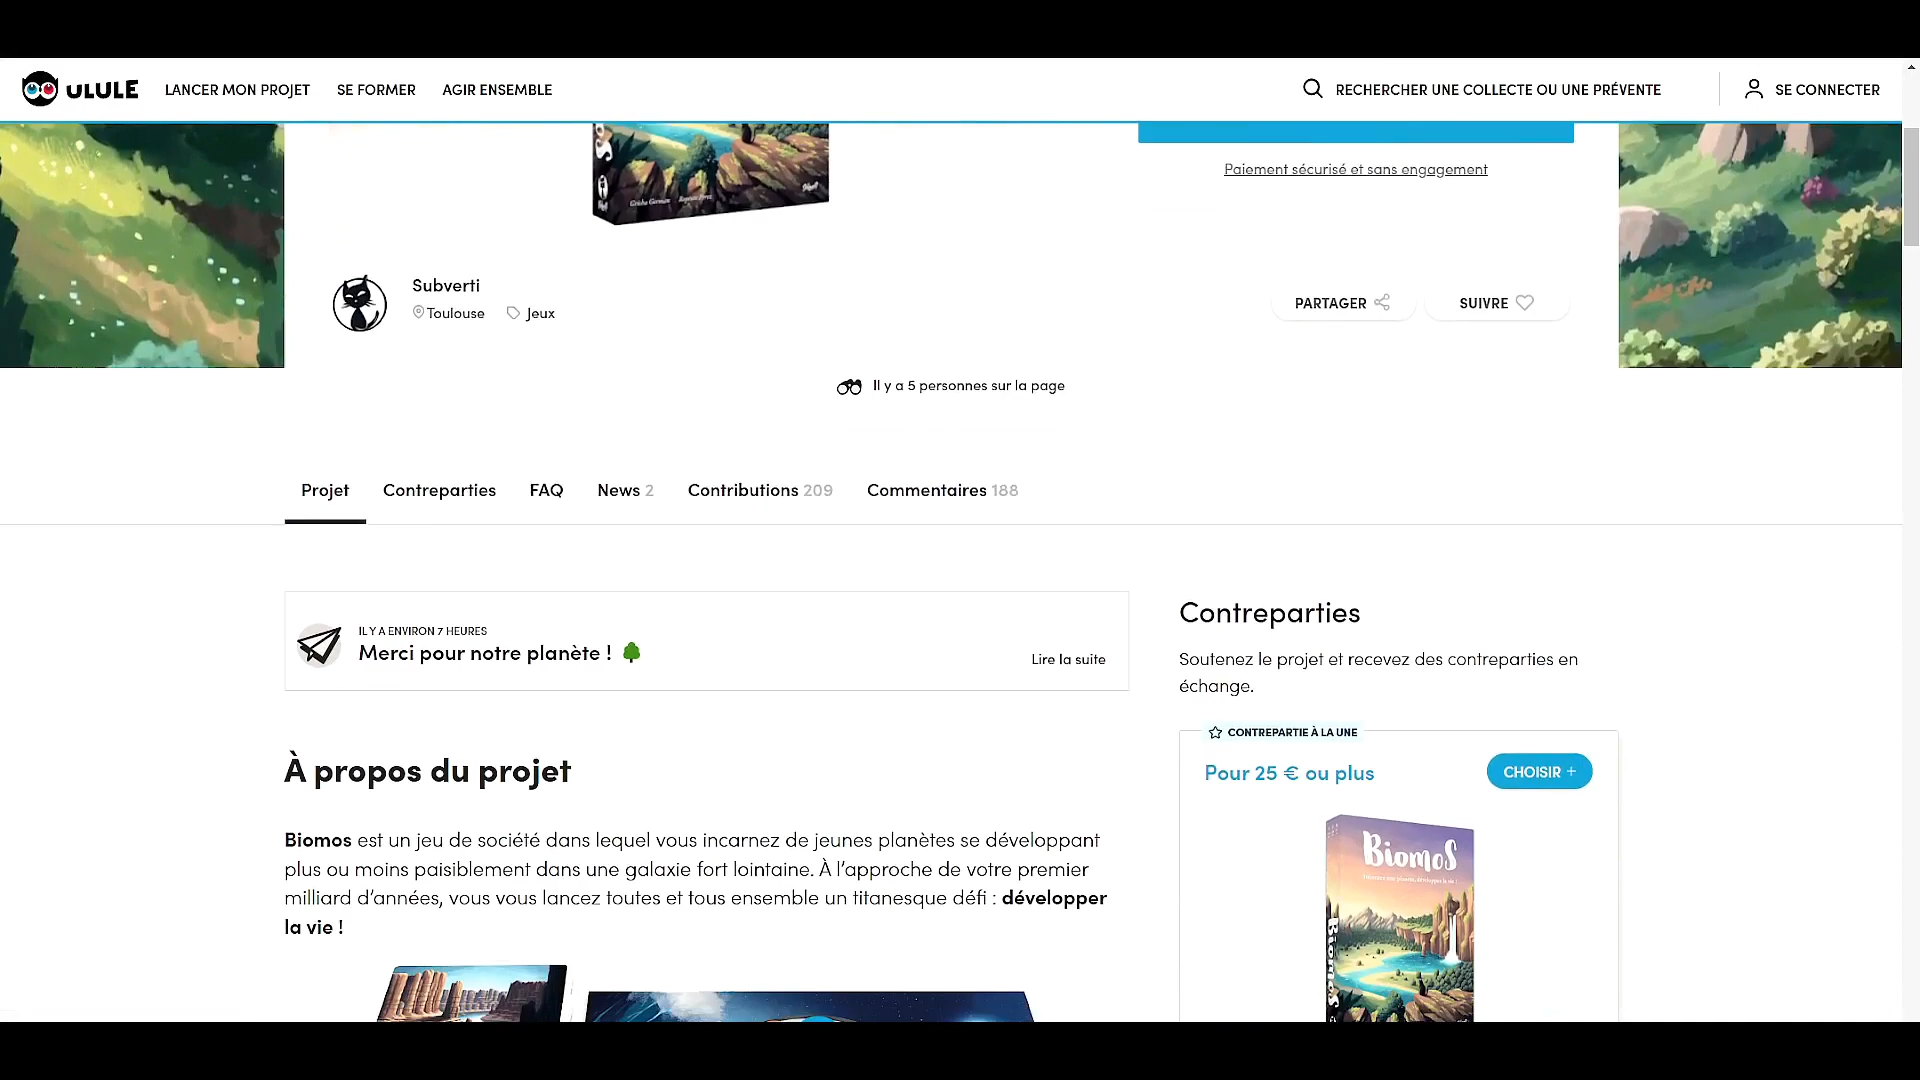 ULULE LANCER MON PROJET SE FORMER AGIR ENSEMBLE RECHERCHER UNE COLLECTE OU UNE PRÉVENTE SE CONNECTER
Paiement sécurisé et sans engagement
Subverti
Toulouse Jeux
PARTAGER SUIVRE
Il y a 5 personnes sur la page
Projet Contreparties FAQ News 2 Contributions 209 Commentaires 188
IL Y A ENVIRON 7 HEURES
Merci pour notre planète !
Lire la suite
À propos du projet
Biomos est un jeu de société dans lequel vous incarnez de jeunes planètes se développant
plus ou moins paisiblement dans une galaxie fort lointaine. À l'approche de votre premier
milliard d'années, vous vous lancez toutes et tous ensemble un titanesque défi : développer
la vie !
Contreparties
Soutenez le projet et recevez des contreparties en
échange.
CONTREPARTIE À LA UNE
Pour 25 € ou plus
CHOISIR +
BiomoS